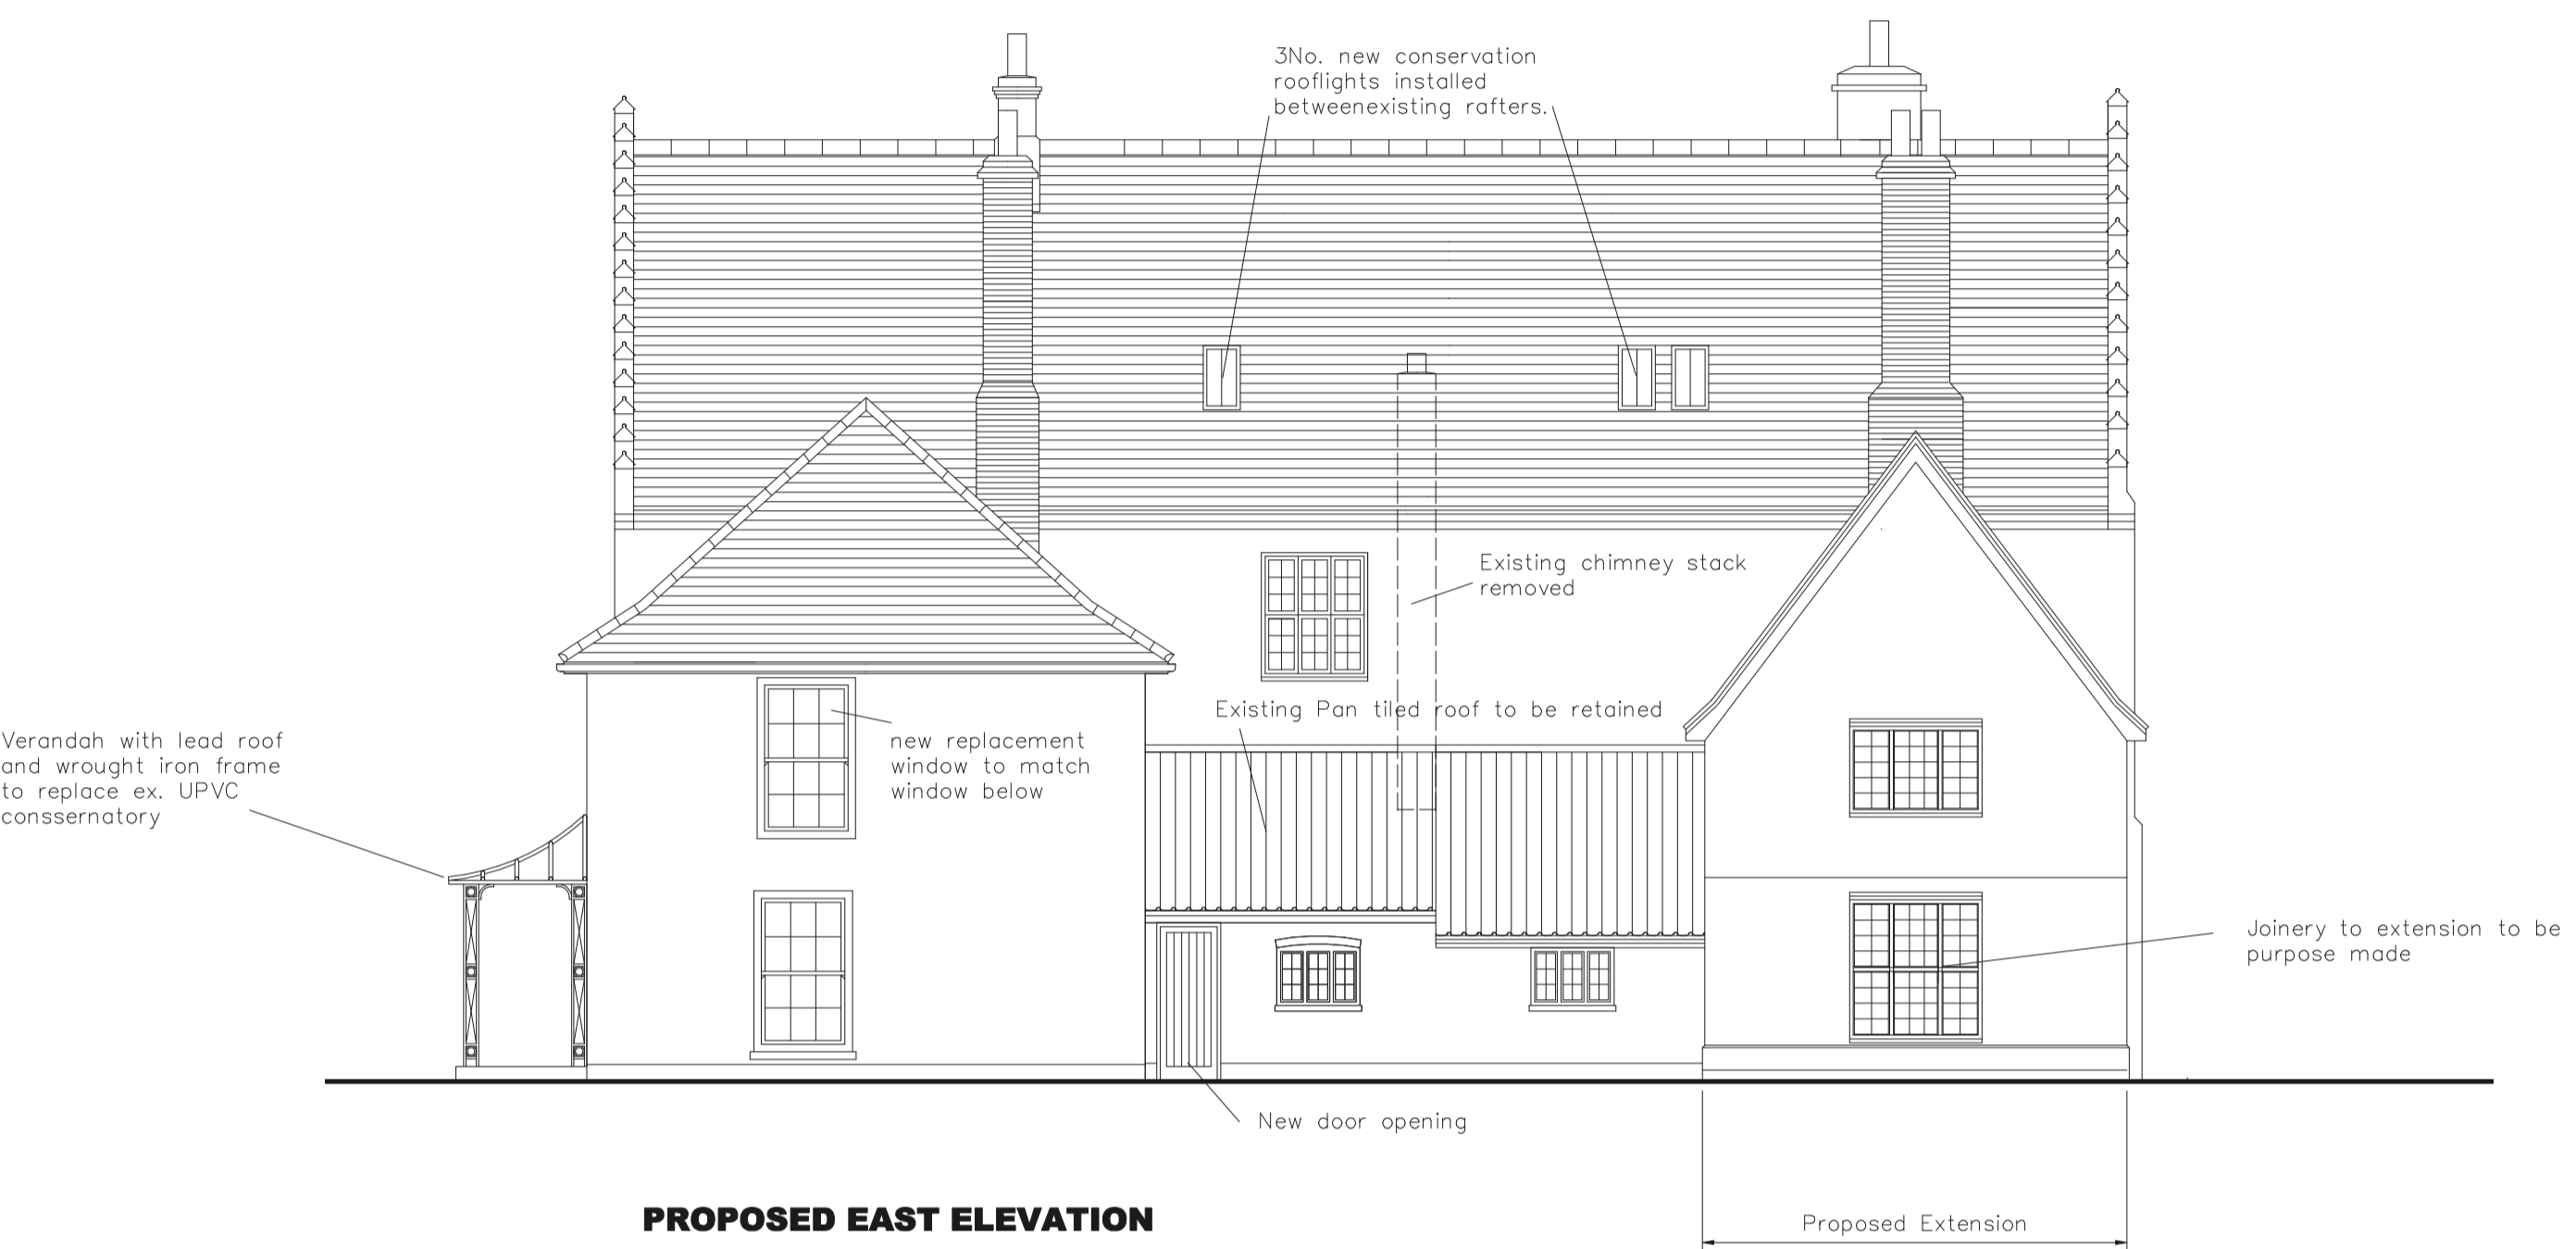 3No. new conservation
rooflights installed
betweenexisting rafters.
Existing chimney stack
removed
Existing Pan tiled roof to be retained
Verandah with lead roof
and wrought iron frame
to replace ex. UPVC
conssernatory
new replacement
window to match
window below
Joinery to extension to be
purpose made
New door opening
PROPOSED EAST ELEVATION
Proposed Extension